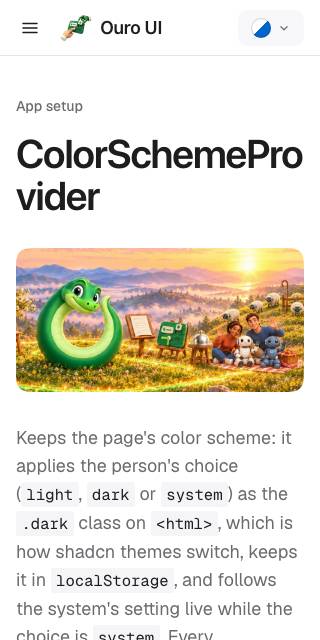 Ouro UI
App setup
ColorSchemePro
vider
Keeps the page's color scheme: it
applies the person's choice
( light , dark or system ) as the
.dark class on <html> , which is
how shadcn themes switch, keeps
it in localStorage , and follows
the system's setting live while the
choice is system . Every